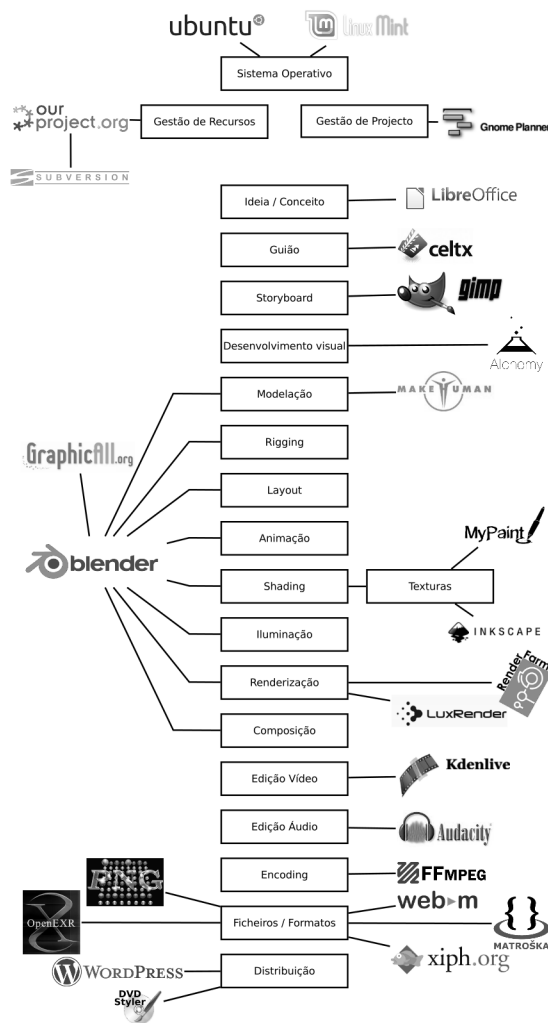 ubuntu
Linux Mint
Sistema Operativo
our
project.org
Gestão de Recursos
Gestão de Projecto
Gnome Planner
SUBVERSION
Ideia / Conceito
LibreOffice
Guião
celtx
Storyboard
gimp
Desenvolvimento visual
Alchemy
Modelação
MAKEHUMAN
GraphicAll.org
Rigging
Layout
Animação
MyPaint
blender
Shading
Texturas
Iluminação
INKSCAPE
Render Farm
Renderização
LuxRender
Composição
Edição Vídeo
Kdenlive
Edição Áudio
Audacity
Encoding
FFMPEG
PNG
web m
OpenEXR
Ficheiros / Formatos
MATROŠKA
xiph.org
WORDPRESS
Distribuição
DVD
Styler